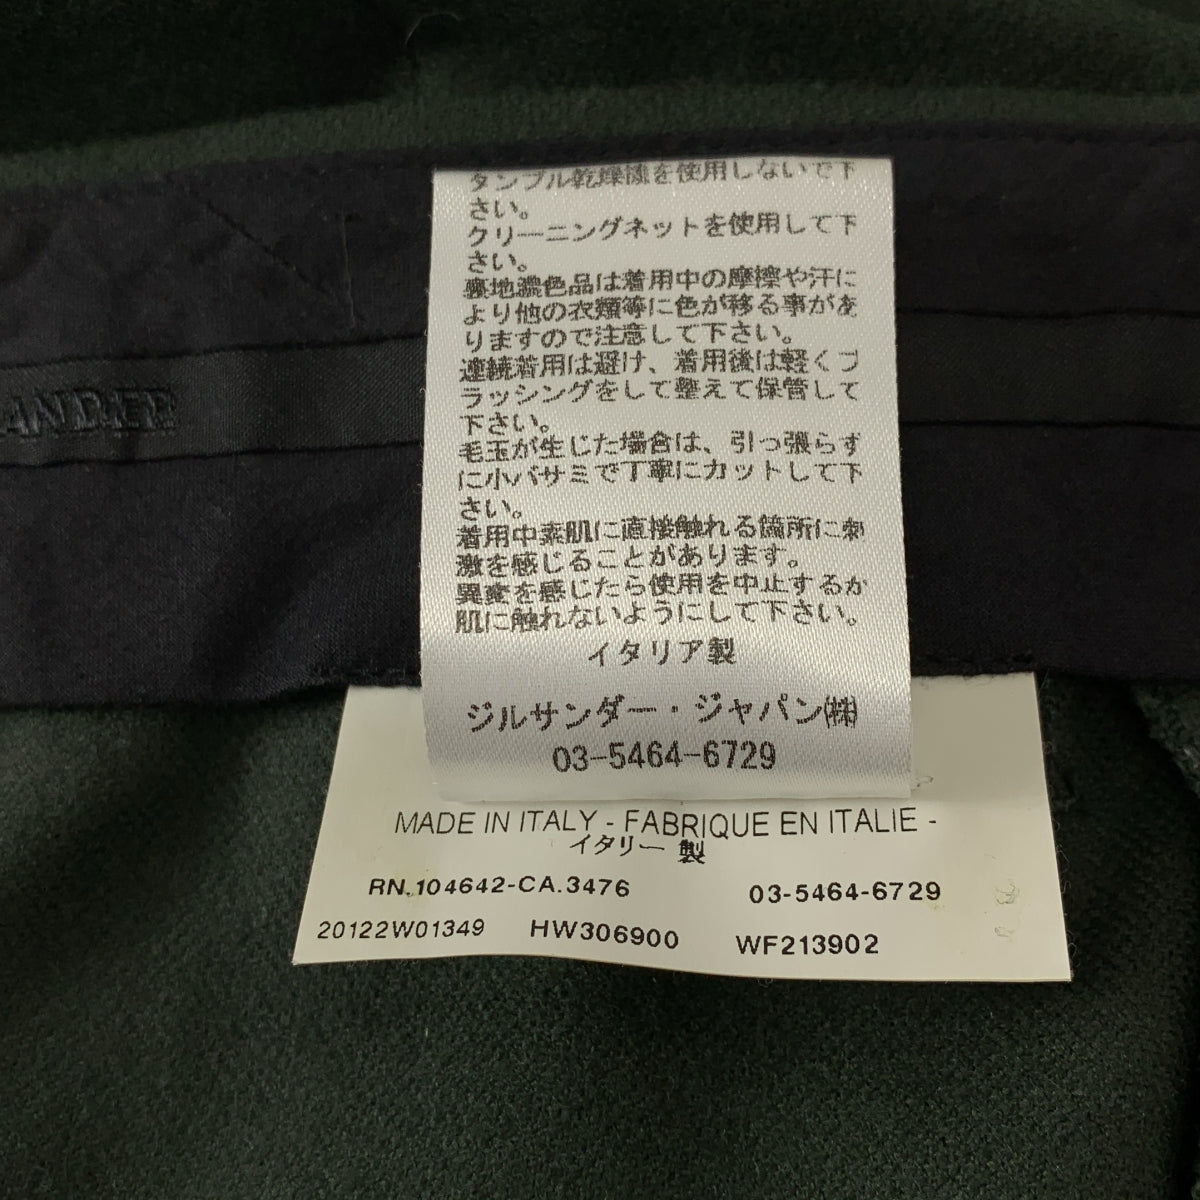 タンブル乾燥機を使用しないで下
さい。
クリーニングネットを使用して下
さい。
裏地濃色品は着用中の摩擦や汗に
より他の衣類等に色が移る事があ
りますので注意して下さい。
連続着用は避け、着用後は軽くブ
ラッシングをして整えて保管して
下さい。
毛玉が生じた場合は、引っ張らず
に小バサミで丁寧にカットして下
さい。
着用中素肌に直接触れる箇所に刺
激を感じることがあります。
異変を感じたら使用を中止するか
肌に触れないようにして下さい。
イタリア製
ジルサンダー・ジャパン㈱
03-5464-6729
ANDER
MADE IN ITALY - FABRIQUE EN ITALIE -
イタリー 製
RN.104642-CA.3476 03-5464-6729
20122W01349 HW306900 WF213902